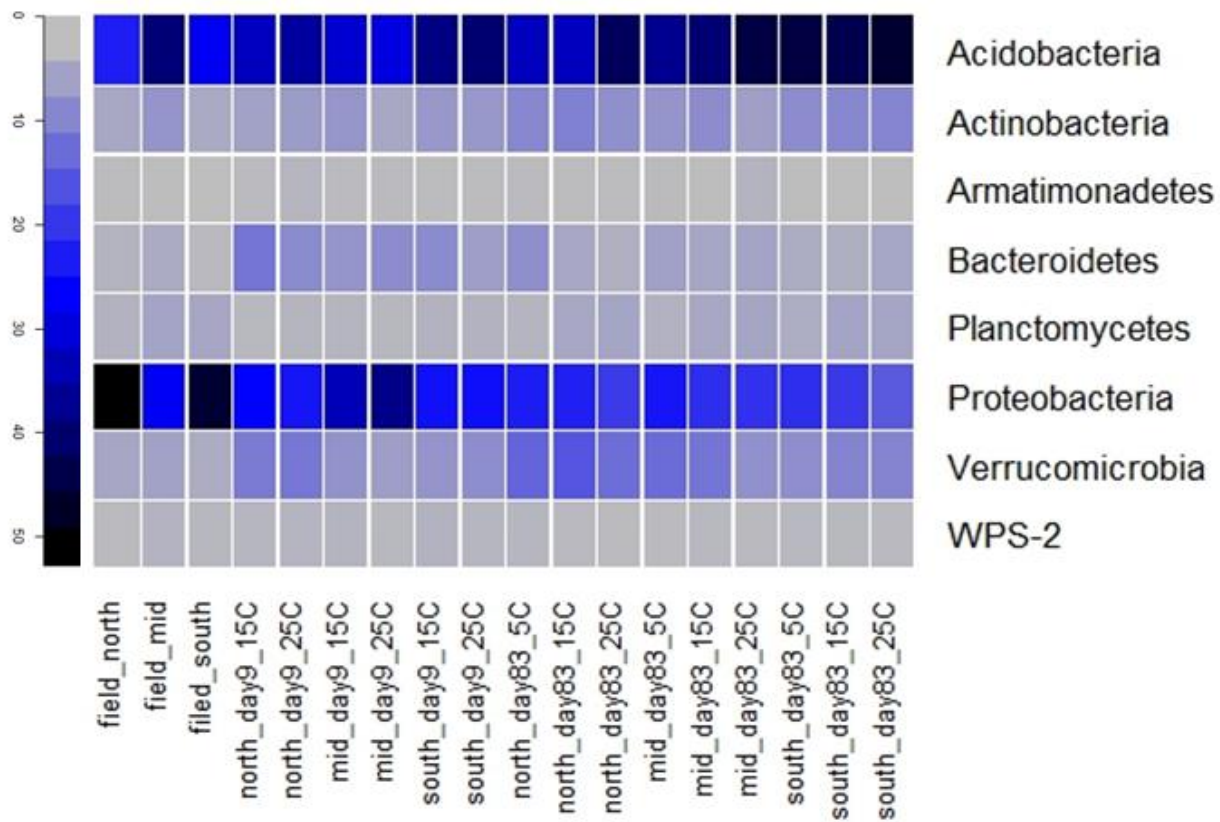 0
10
20
30
40
50
Acidobacteria
Actinobacteria
Armatimonadetes
Bacteroidetes
Planctomycetes
Proteobacteria
Verrucomicrobia
WPS-2
field_north
field_mid
filed_south
north_day9_15C
north_day9_25C
mid_day9_15C
mid_day9_25C
south_day9_15C
south_day9_25C
north_day83_5C
north_day83_15C
north_day83_25C
mid_day83_5C
mid_day83_15C
mid_day83_25C
south_day83_5C
south_day83_15C
south_day83_25C